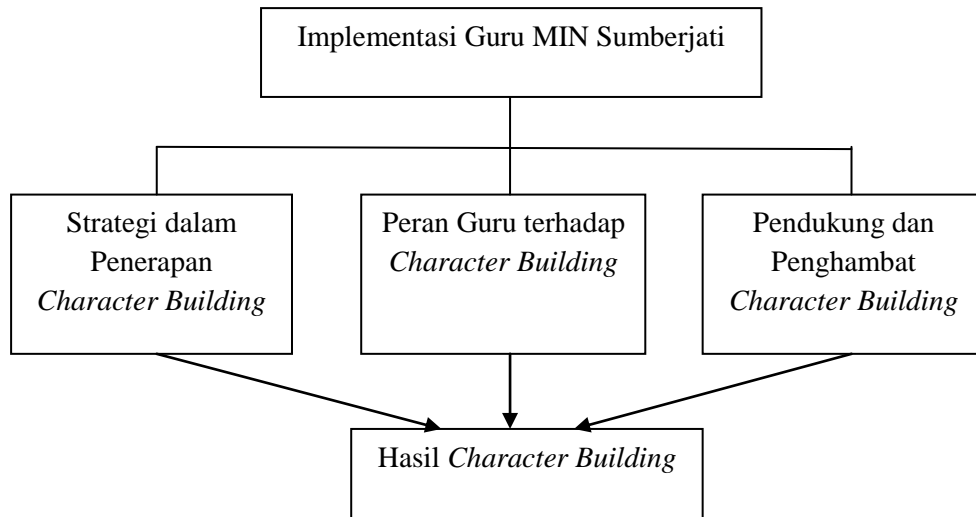 Implementasi Guru MIN Sumberjati
Strategi dalam
Penerapan
Character Building
Peran Guru terhadap
Character Building
Pendukung dan
Penghambat
Character Building
Hasil Character Building